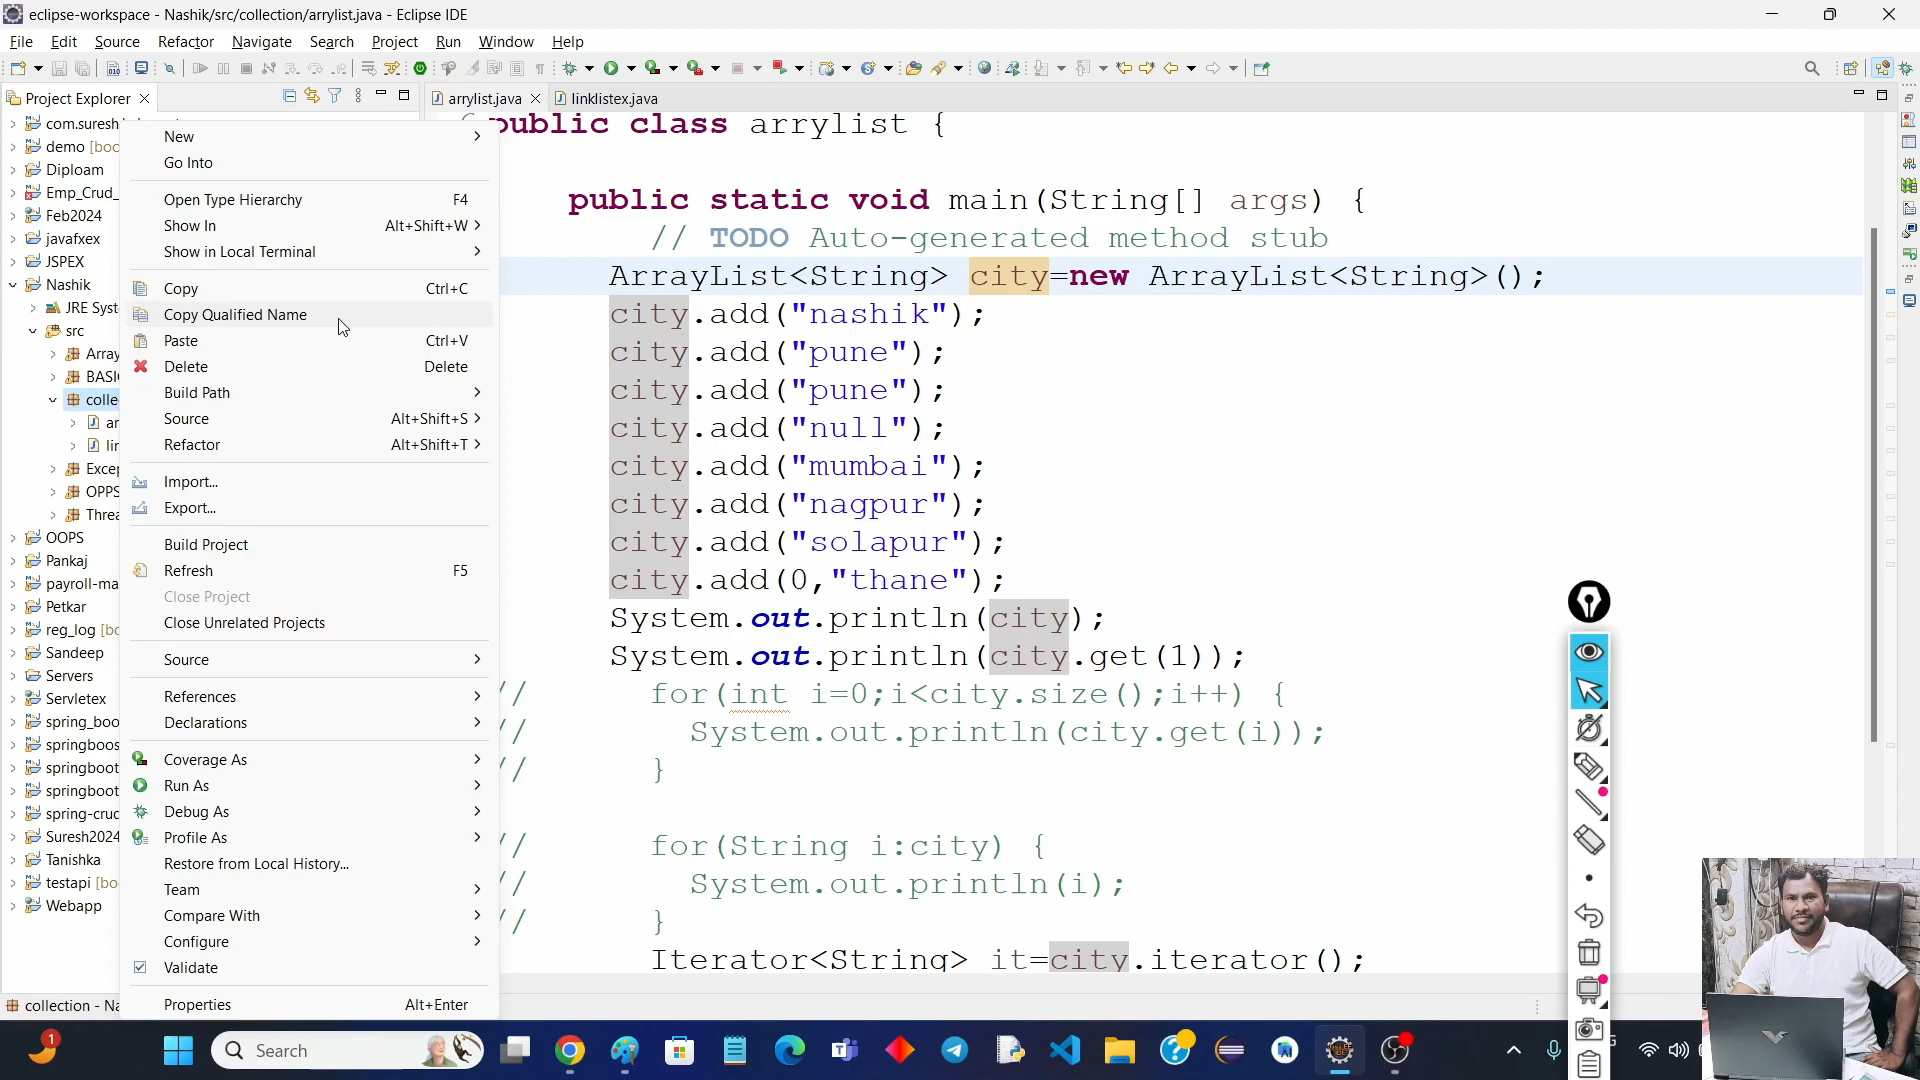 eclipse-workspace - Nashik/src/collection/arrylist.java - Eclipse IDE
File Edit Source Refactor Navigate Search Project Run Window Help
Project Explorer
arrylist.java
linklistex.java
com.suresh
demo [boo
Diploam
Emp_Crud_
Feb2024
javafxex
JSPEX
Nashik
JRE Syst
src
Array
BASI
colle
ar
lir
Excep
OPPS
Threa
OOPS
Pankaj
payroll-ma
Petkar
reg_log [bo
Sandeep
Servers
Servletex
spring_boo
springboos
springboot
springboot
spring-cruc
Suresh2024
Tanishka
testapi [bo
Webapp
New
Go Into
Open Type Hierarchy F4
Show In Alt+Shift+W
Show in Local Terminal
Copy Ctrl+C
Copy Qualified Name
Paste Ctrl+V
Delete Delete
Build Path
Source Alt+Shift+S
Refactor Alt+Shift+T
Import...
Export...
Build Project
Refresh F5
Close Project
Close Unrelated Projects
Source
References
Declarations
Coverage As
Run As
Debug As
Profile As
Restore from Local History...
Team
Compare With
Configure
Validate
Properties Alt+Enter
public class arrylist {
public static void main(String[] args) {
// TODO Auto-generated method stub
ArrayList<String> city=new ArrayList<String>();
city.add("nashik");
city.add("pune");
city.add("pune");
city.add("null");
city.add("mumbai");
city.add("nagpur");
city.add("solapur");
city.add(0,"thane");
System.out.println(city);
System.out.println(city.get(1));
// for(int i=0;i<city.size();i++) {
// System.out.println(city.get(i));
// }
// for(String i:city) {
// System.out.println(i);
// }
Iterator<String> it=city.iterator();
collection - Na
1
Search